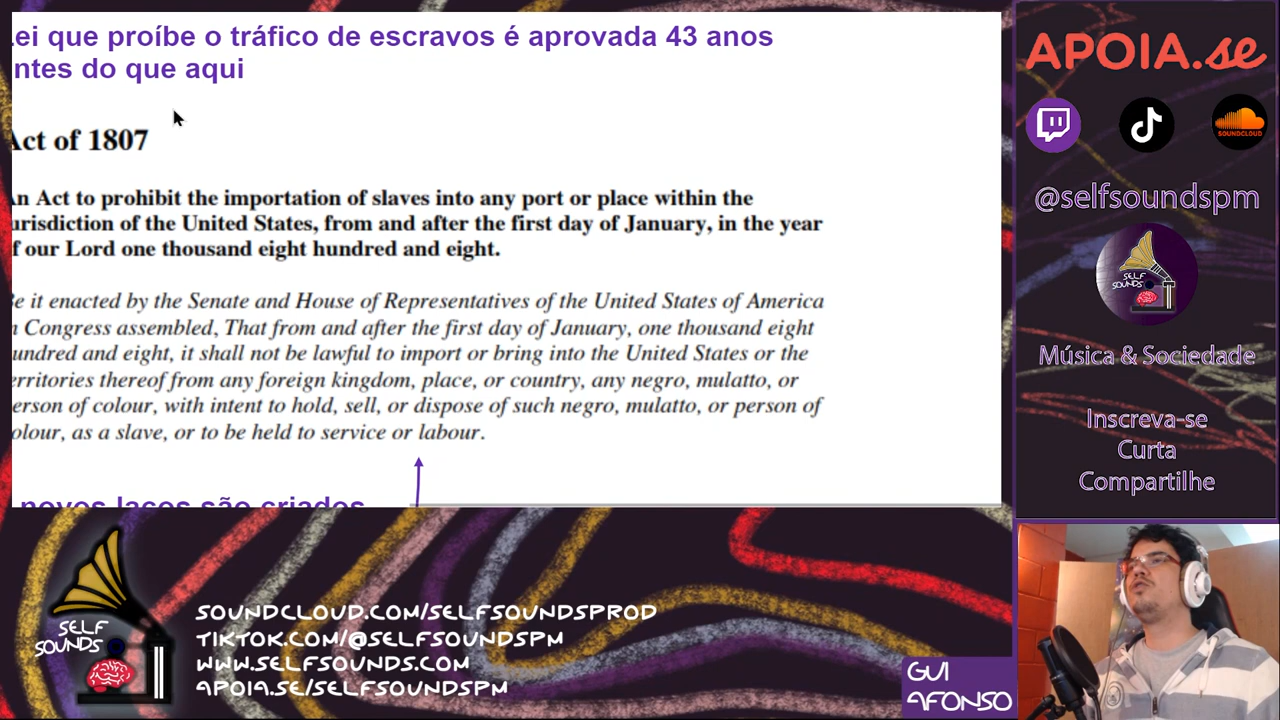 ei que proíbe o tráfico de escravos é aprovada 43 anos
ntes do que aqui
Act of 1807
An Act to prohibit the importation of slaves into any port or place within the
urisdiction of the United States, from and after the first day of January, in the year
f our Lord one thousand eight hundred and eight.
Be it enacted by the Senate and House of Representatives of the United States of America
n Congress assembled, That from and after the first day of January, one thousand eight
undred and eight, it shall not be lawful to import or bring into the United States or the
erritories thereof from any foreign kingdom, place, or country, any negro, mulatto, or
erson of colour, with intent to hold, sell, or dispose of such negro, mulatto, or person of
olour, as a slave, or to be held to service or labour.
novos laços são criados
APOIA.se
SOUNDCLOUD
@selfsoundspm
SELF
SOUNDS
Música & Sociedade
Inscreva-se
Curta
Compartilhe
SELF
SOUNDS
SOUNDCLOUD.COM/SELFSOUNDSPROD
TIKTOK.COM/@SELFSOUNDSPM
WWW.SELFSOUNDS.COM
APOIA.SE/SELFSOUNDSPM
GUI
AFONSO